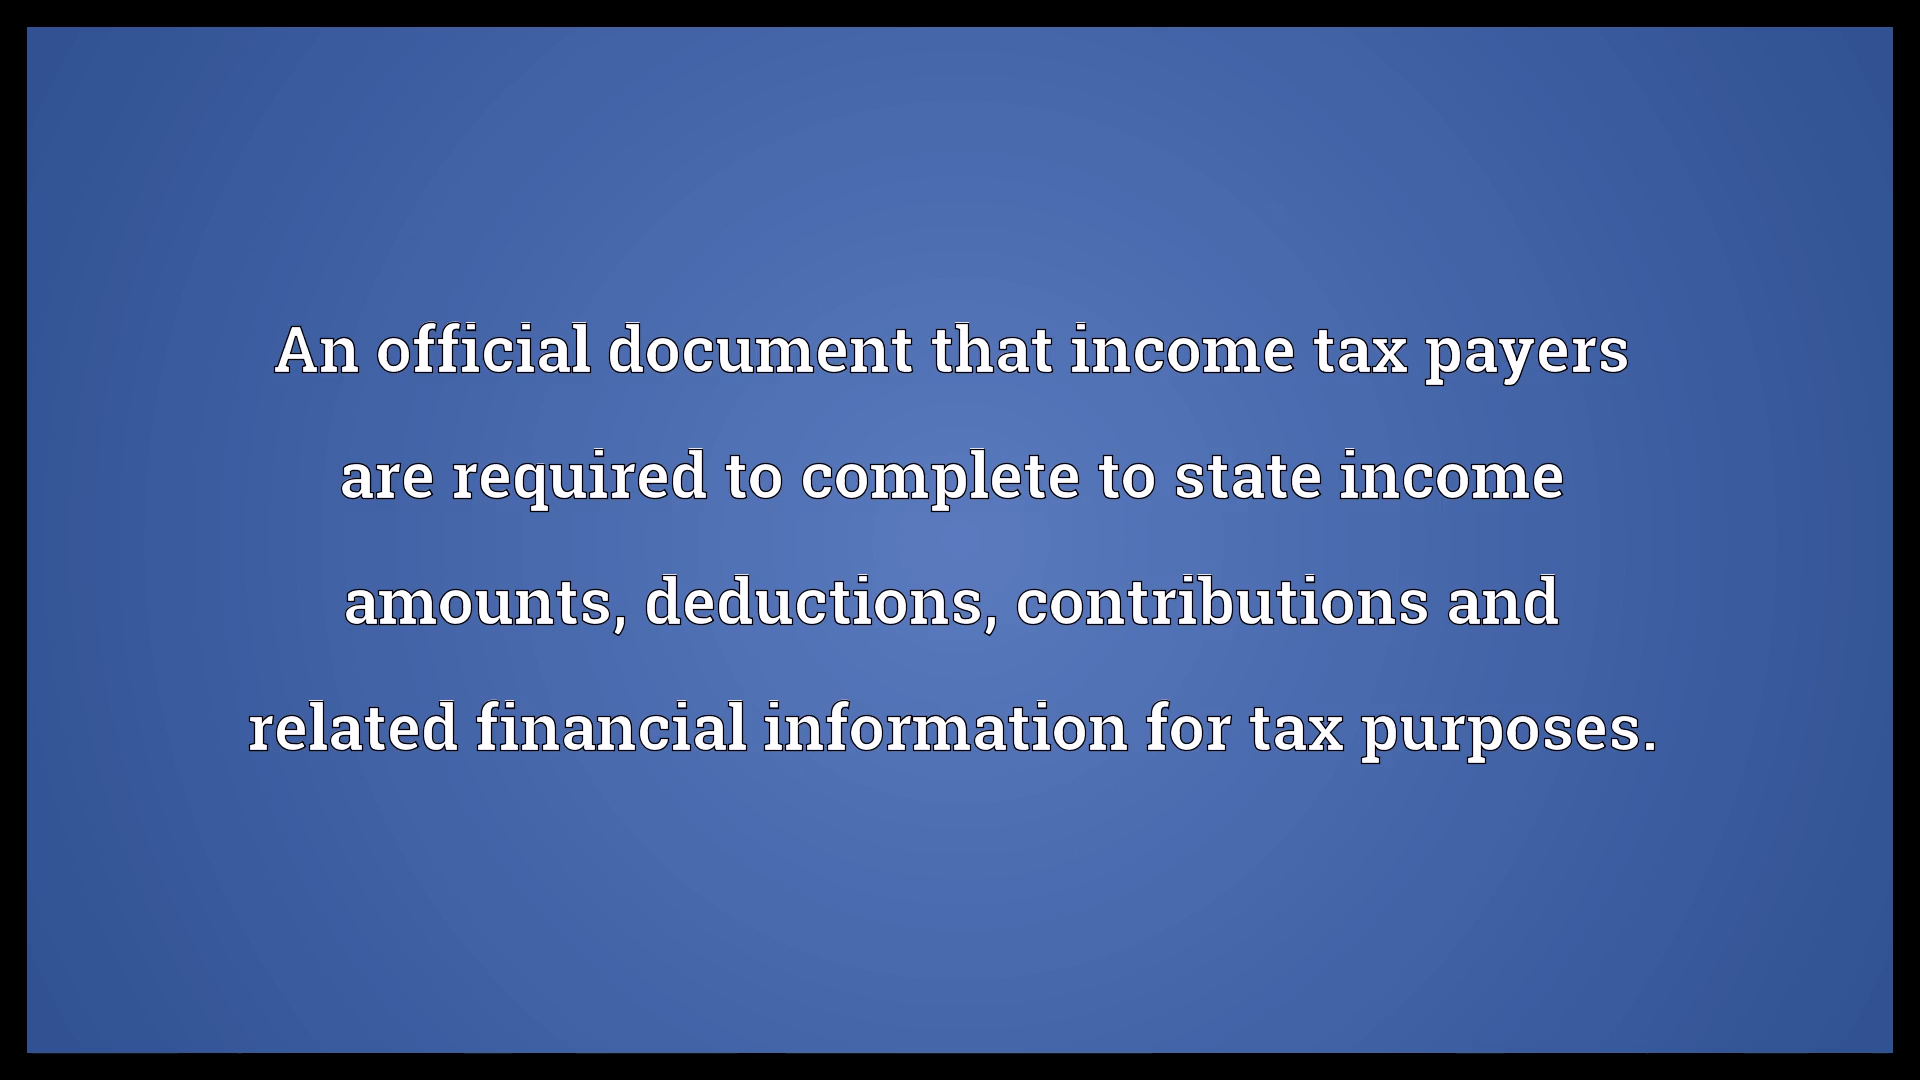 An official document that income tax payers
are required to complete to state income
amounts, deductions, contributions and
related financial information for tax purposes.